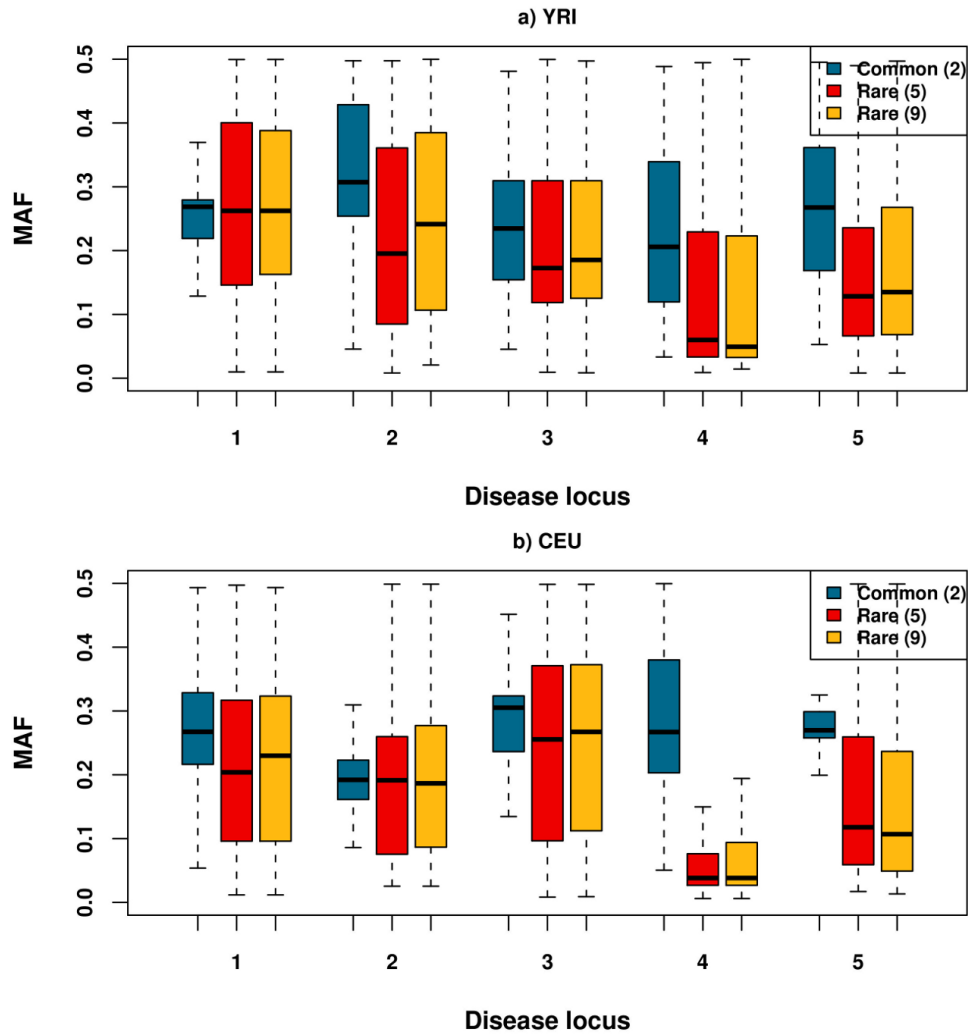 a) YRI
0.5
0.4
0.3
0.2
0.1
0.0
MAF
Common (2)
Rare (5)
Rare (9)
1 2 3 4 5
Disease locus
b) CEU
0.5
0.4
0.3
0.2
0.1
0.0
MAF
Common (2)
Rare (5)
Rare (9)
1 2 3 4 5
Disease locus